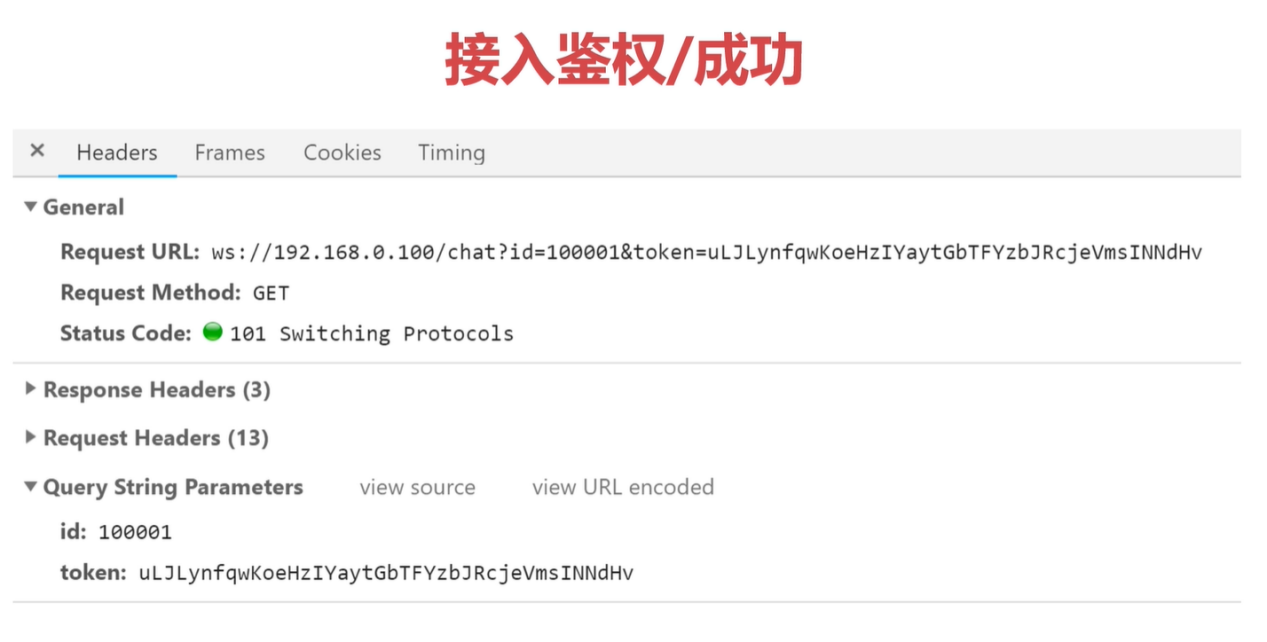 接入鉴权/成功
× Headers Frames Cookies Timing
▼ General
Request URL: ws://192.168.0.100/chat?id=100001&token=uLJLynfqwKoeHzIYaytGbTFYzbJRcjeVmsINNdHv
Request Method: GET
Status Code: 101 Switching Protocols
▶ Response Headers (3)
▶ Request Headers (13)
▼ Query String Parameters view source view URL encoded
id: 100001
token: uLJLynfqwKoeHzIYaytGbTFYzbJRcjeVmsINNdHv